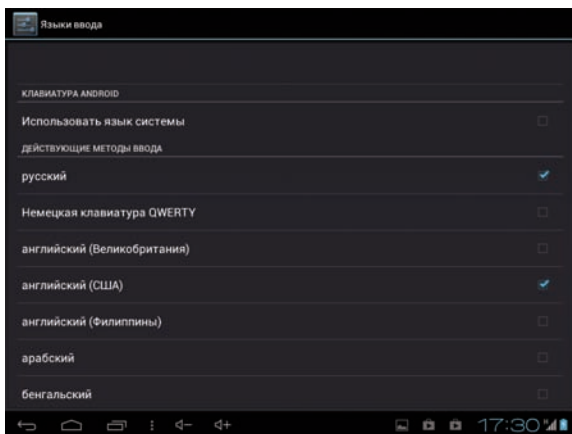 Языки ввода
КЛАВИАТУРА ANDROID
Использовать язык системы
ДЕЙСТВУЮЩИЕ МЕТОДЫ ВВОДА
русский
Немецкая клавиатура QWERTY
английский (Великобритания)
английский (США)
английский (Филиппины)
арабский
бенгальский
17:30